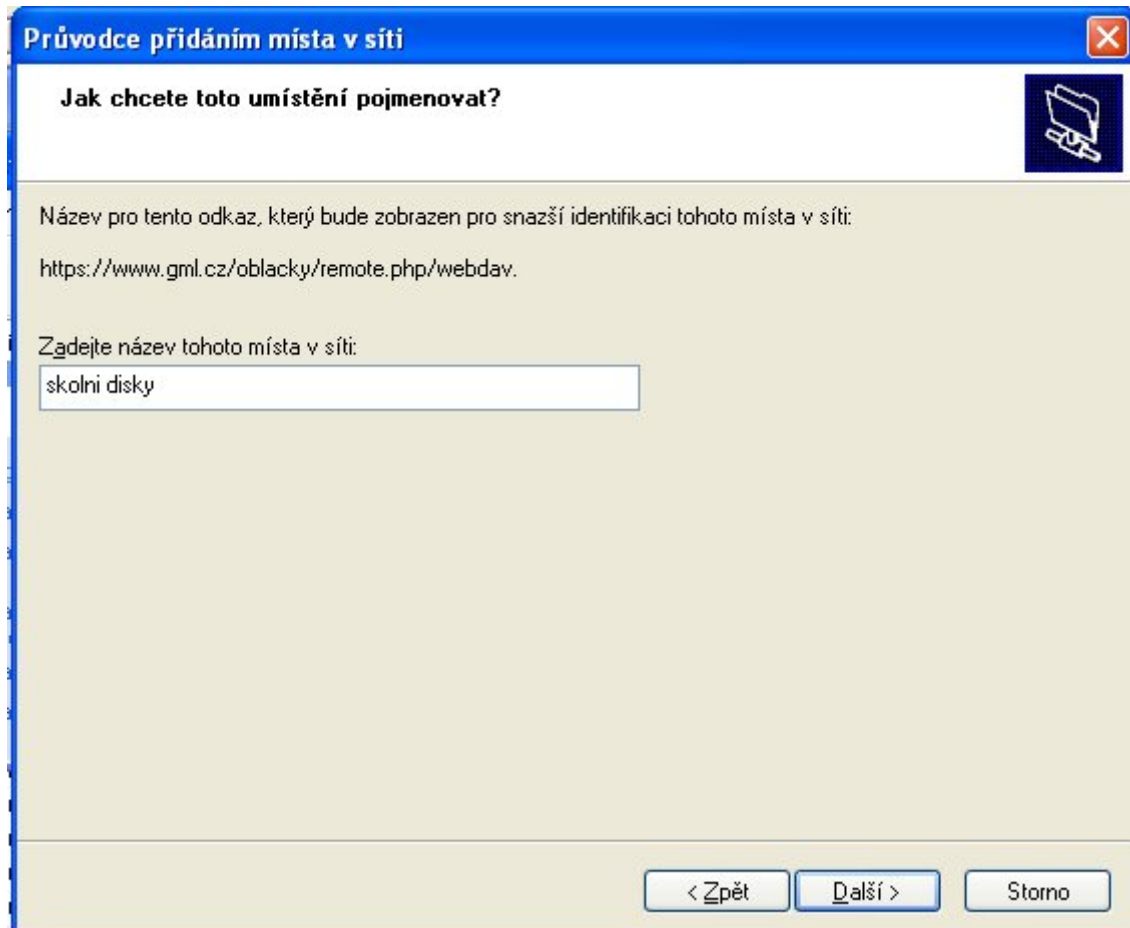 Průvodce přidáním místa v síti
Jak chcete toto umístění pojmenovat?
Název pro tento odkaz, který bude zobrazen pro snazší identifikaci tohoto místa v síti:
https://www.gml.cz/oblacky/remote.php/webdav.
Zadejte název tohoto místa v síti:
skolni disky
< Zpět
Další >
Storno